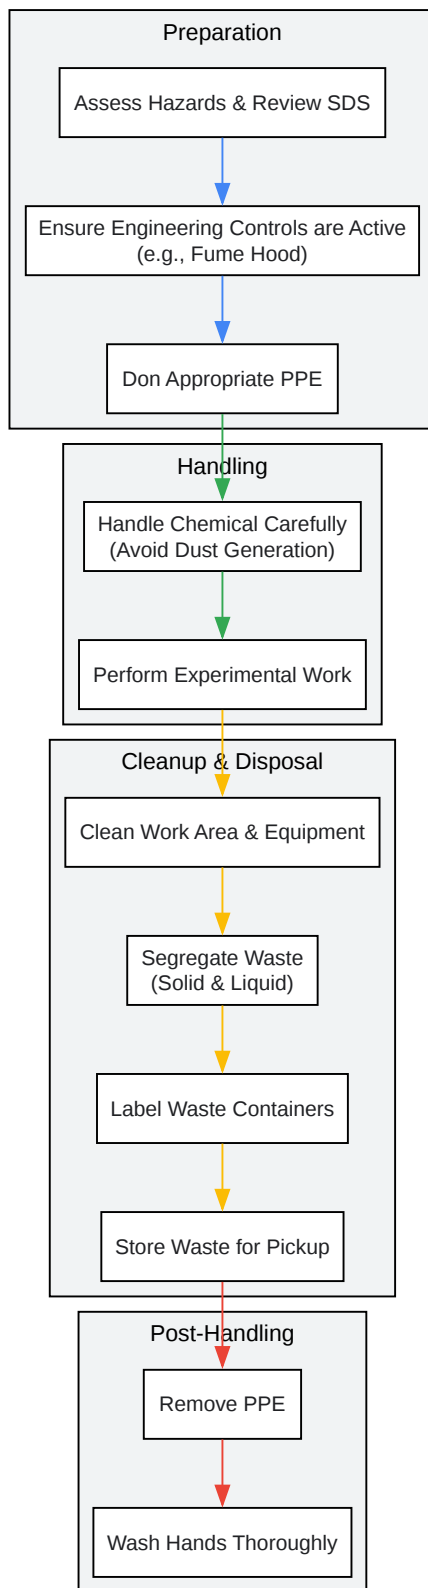 Preparation
Assess Hazards & Review SDS
Ensure Engineering Controls are Active
(e.g., Fume Hood)
Don Appropriate PPE
Handling
Handle Chemical Carefully
(Avoid Dust Generation)
Perform Experimental Work
Cleanup & Disposal
Clean Work Area & Equipment
Segregate Waste
(Solid & Liquid)
Label Waste Containers
Store Waste for Pickup
Post-Handling
Remove PPE
Wash Hands Thoroughly